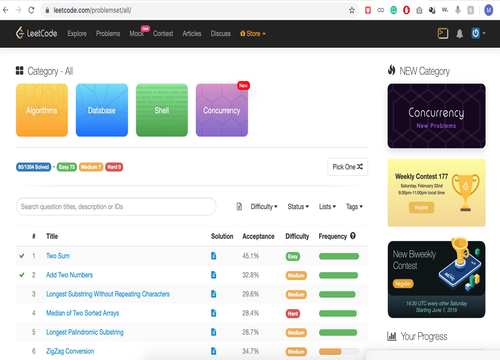 leetcode.com/problemset/all/
M
LeetCode Explore Problems Mock New Contest Articles Discuss Store
Category - All
NEW Category
Algorithms
Database
Shell
Concurrency
New
Concurrency
New Problems
80/1354 Solved - Easy 73 Medium 7 Hard 0
Pick One
Weekly Contest 177
Saturday, February 22nd
9:00pm-11:00pm local time
Register
Search question titles, description or IDs
Difficulty Status Lists Tags
# Title Solution Acceptance Difficulty Frequency
1 Two Sum 45.1% Easy
2 Add Two Numbers 32.8% Medium
3 Longest Substring Without Repeating Characters 29.6% Medium
4 Median of Two Sorted Arrays 28.4% Hard
5 Longest Palindromic Substring 28.7% Medium
6 ZigZag Conversion 34.7% Medium
New Biweekly
Contest
Register
14:30 UTC every other Saturday
Starting June 1, 2019
Your Progress